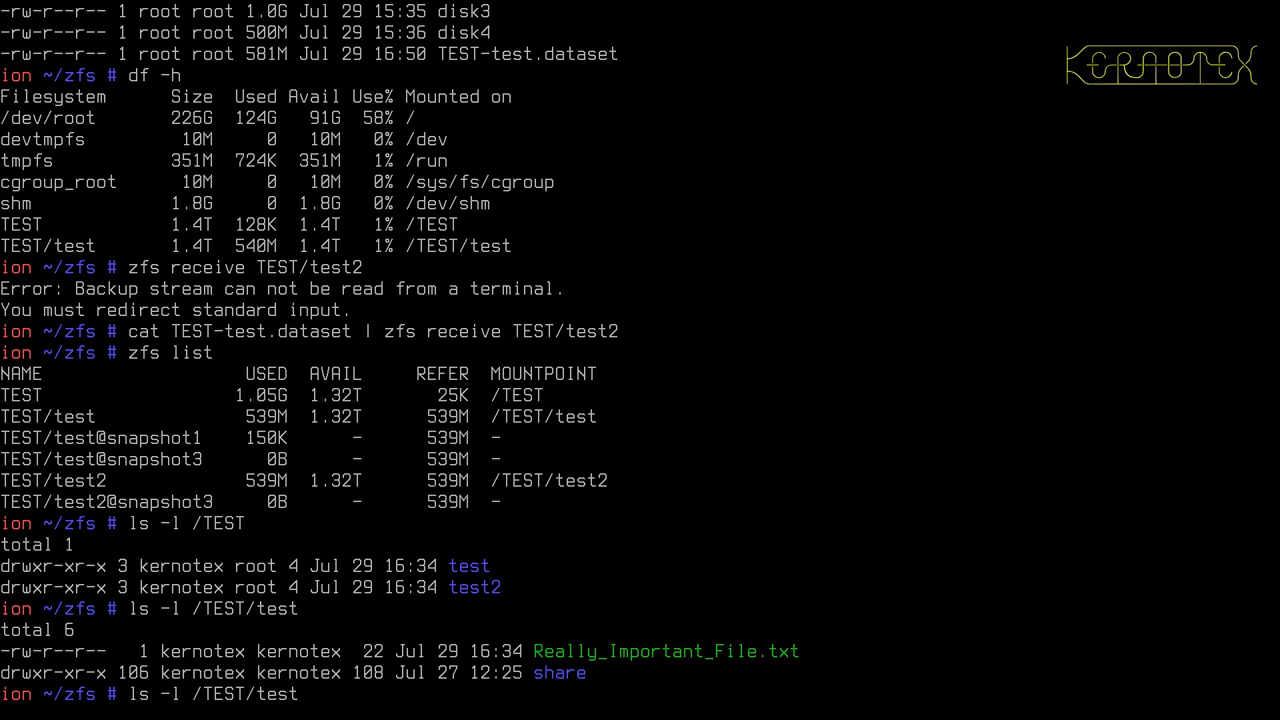 -rw-r--r-- 1 root root 1.0G Jul 29 15:35 disk3
-rw-r--r-- 1 root root 500M Jul 29 15:36 disk4
-rw-r--r-- 1 root root 581M Jul 29 16:50 TEST-test.dataset
KERNOTEX
ion ~/zfs # df -h
Filesystem      Size  Used Avail Use% Mounted on
/dev/root       226G  124G   91G  58% /
devtmpfs         10M     0   10M   0% /dev
tmpfs           351M  724K  351M   1% /run
cgroup_root      10M     0   10M   0% /sys/fs/cgroup
shm             1.8G     0  1.8G   0% /dev/shm
TEST            1.4T  128K  1.4T   1% /TEST
TEST/test       1.4T  540M  1.4T   1% /TEST/test
ion ~/zfs # zfs receive TEST/test2
Error: Backup stream can not be read from a terminal.
You must redirect standard input.
ion ~/zfs # cat TEST-test.dataset | zfs receive TEST/test2
ion ~/zfs # zfs list
NAME                   USED  AVAIL     REFER  MOUNTPOINT
TEST                  1.05G  1.32T       25K  /TEST
TEST/test              539M  1.32T      539M  /TEST/test
TEST/test@snapshot1    150K      -      539M  -
TEST/test@snapshot3      0B      -      539M  -
TEST/test2             539M  1.32T      539M  /TEST/test2
TEST/test2@snapshot3     0B      -      539M  -
ion ~/zfs # ls -l /TEST
total 1
drwxr-xr-x 3 kernotex root 4 Jul 29 16:34 test
drwxr-xr-x 3 kernotex root 4 Jul 29 16:34 test2
ion ~/zfs # ls -l /TEST/test
total 6
-rw-r--r--   1 kernotex kernotex  22 Jul 29 16:34 Really_Important_File.txt
drwxr-xr-x 106 kernotex kernotex 108 Jul 27 12:25 share
ion ~/zfs # ls -l /TEST/test